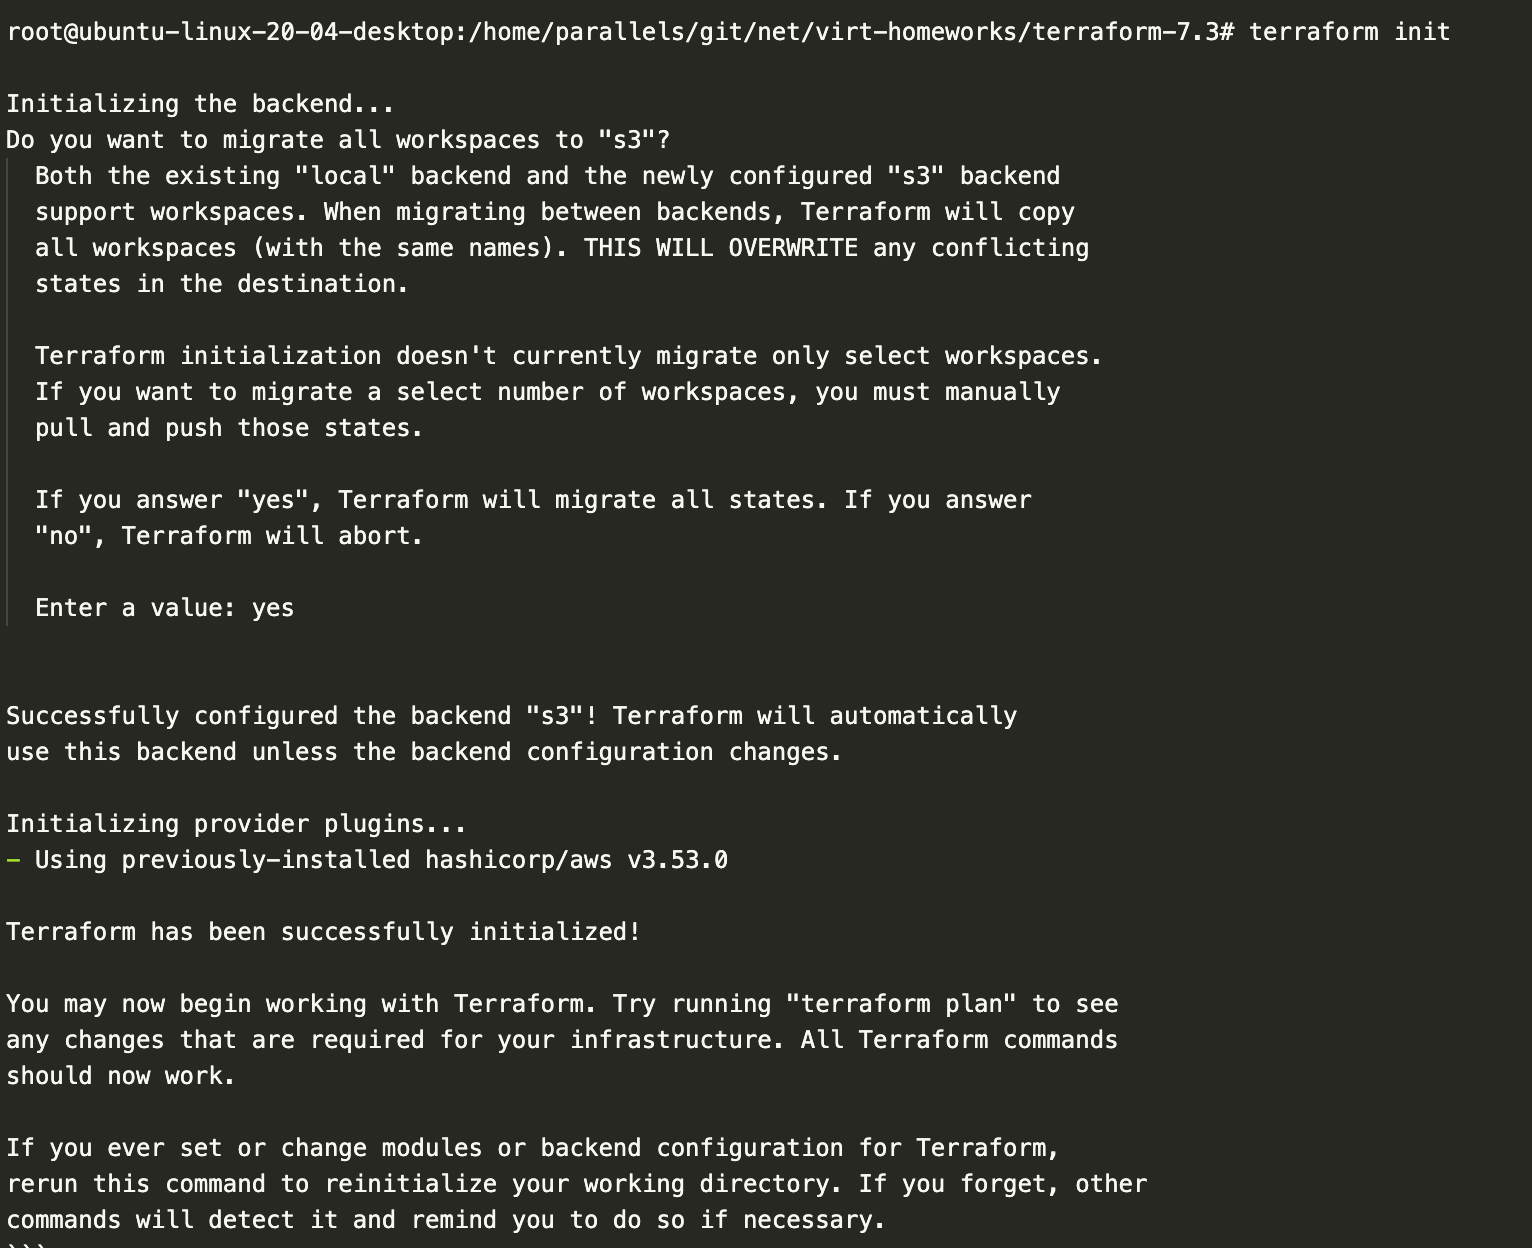 root@ubuntu-linux-20-04-desktop:/home/parallels/git/net/virt-homeworks/terraform-7.3# terraform init
Initializing the backend...
Do you want to migrate all workspaces to "s3"?
Both the existing "local" backend and the newly configured "s3" backend
support workspaces. When migrating between backends, Terraform will copy
all workspaces (with the same names). THIS WILL OVERWRITE any conflicting
states in the destination.
Terraform initialization doesn't currently migrate only select workspaces.
If you want to migrate a select number of workspaces, you must manually
pull and push those states.
If you answer "yes", Terraform will migrate all states. If you answer
"no", Terraform will abort.
Enter a value: yes
Successfully configured the backend "s3"! Terraform will automatically
use this backend unless the backend configuration changes.
Initializing provider plugins...
- Using previously-installed hashicorp/aws v3.53.0
Terraform has been successfully initialized!
You may now begin working with Terraform. Try running "terraform plan" to see
any changes that are required for your infrastructure. All Terraform commands
should now work.
If you ever set or change modules or backend configuration for Terraform,
rerun this command to reinitialize your working directory. If you forget, other
commands will detect it and remind you to do so if necessary.
```